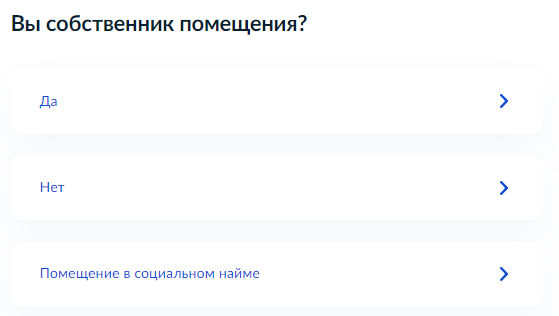 Вы собственник помещения?
Да
Нет
Помещение в социальном найме